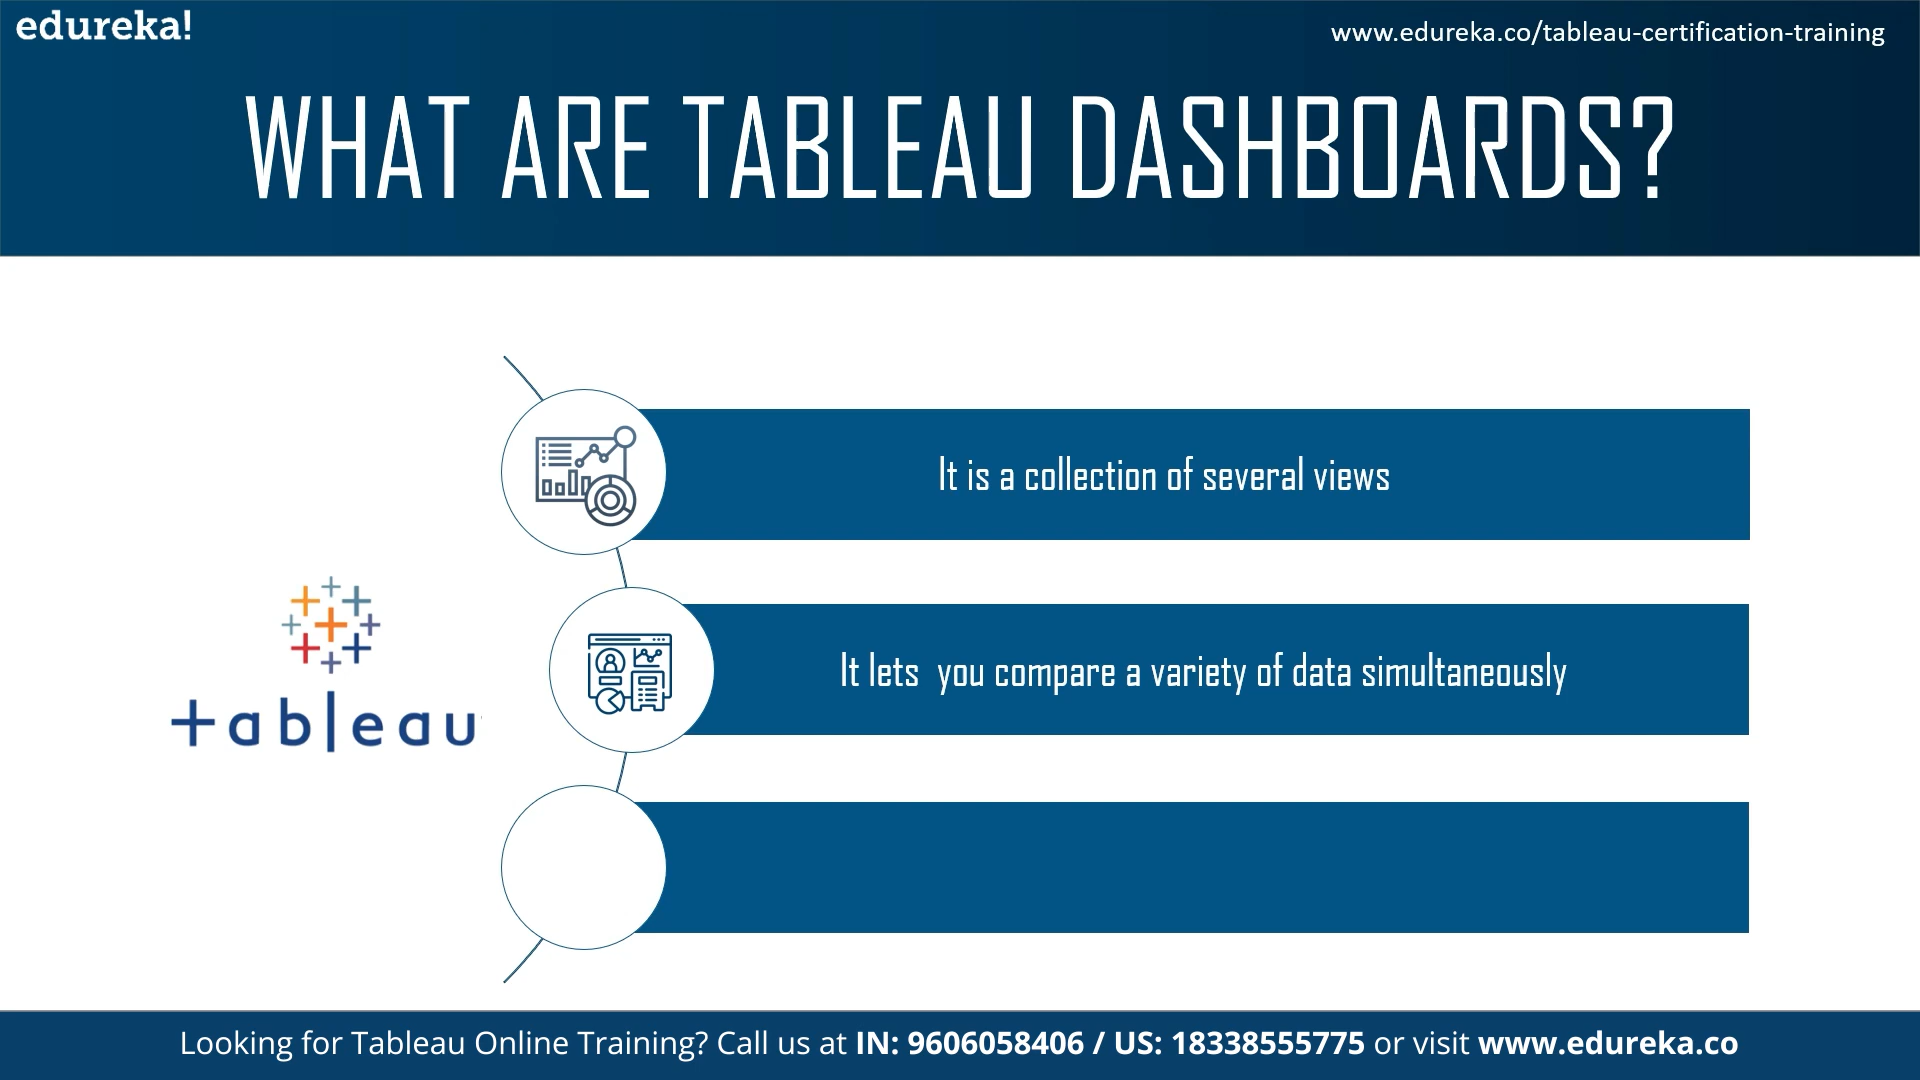 edureka!
www.edureka.co/tableau-certification-training
WHAT ARE TABLEAU DASHBOARDS?
It is a collection of several views
It lets  you compare a variety of data simultaneously
+ableau
Looking for Tableau Online Training? Call us at IN: 9606058406 / US: 18338555775 or visit www.edureka.co